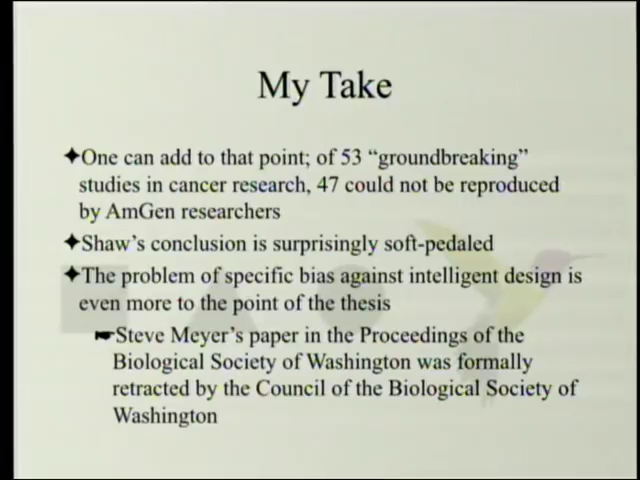 My Take
✦One can add to that point; of 53 “groundbreaking”
studies in cancer research, 47 could not be reproduced
by AmGen researchers
✦Shaw’s conclusion is surprisingly soft-pedaled
✦The problem of specific bias against intelligent design is
even more to the point of the thesis
☛Steve Meyer’s paper in the Proceedings of the
Biological Society of Washington was formally
retracted by the Council of the Biological Society of
Washington